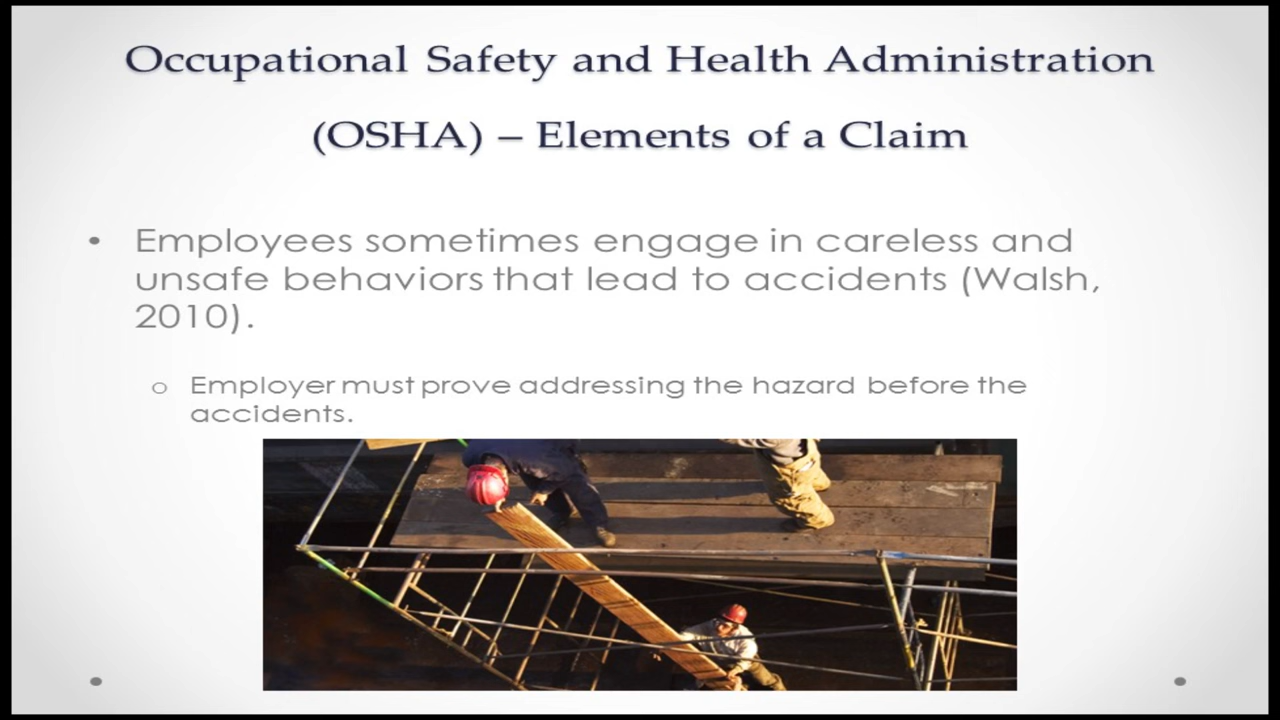 Occupational Safety and Health Administration
(OSHA) – Elements of a Claim
• Employees sometimes engage in careless and
unsafe behaviors that lead to accidents (Walsh,
2010).
o Employer must prove addressing the hazard before the
accidents.